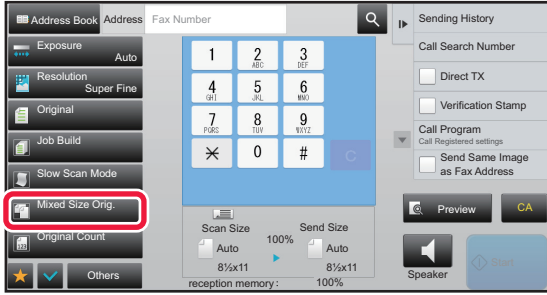 Address Book Address Fax Number
Sending History
Exposure
Auto
Call Search Number
Resolution
Super Fine
Direct TX
Original
Verification Stamp
Job Build
Call Program
Call Registered settings
Slow Scan Mode
Send Same Image
as Fax Address
Mixed Size Orig.
Original Count
Others
1 2 3
ABC DEF
4 5 6
GHI JKL MNO
7 8 9
PQRS TUV WXYZ
0 # C
Scan Size Send Size
100%
Auto Auto
8½x11 8½x11
reception memory: 100%
Preview CA
Speaker Start